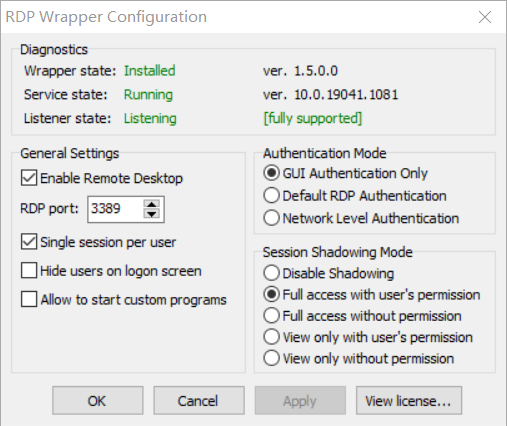 RDP Wrapper Configuration
Diagnostics
Wrapper state: Installed ver. 1.5.0.0
Service state: Running ver. 10.0.19041.1081
Listener state: Listening [fully supported]
General Settings
Enable Remote Desktop
RDP port: 3389
Single session per user
Hide users on logon screen
Allow to start custom programs
Authentication Mode
GUI Authentication Only
Default RDP Authentication
Network Level Authentication
Session Shadowing Mode
Disable Shadowing
Full access with user's permission
Full access without permission
View only with user's permission
View only without permission
OK Cancel Apply View license...